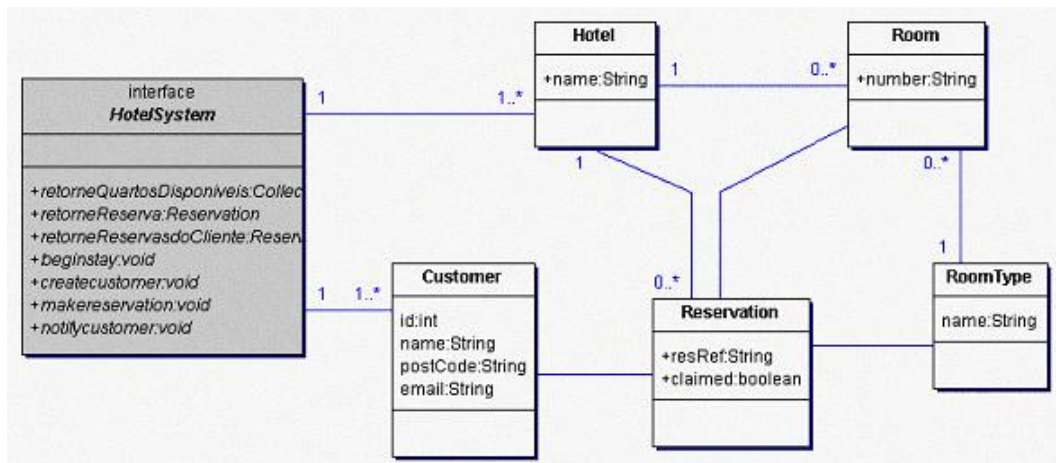 interface
HotelSystem
+retorneQuartosDisponiveis:Collec
+retorneReserva:Reservation
+retorneReservasdoCliente:Reserv
+beginstay:void
+createcustomer:void
+makereservation:void
+notifycustomer:void
1
1..*
Hotel
+name:String
1
0..*
Room
+number:String
1
0..*
0..*
1
RoomType
name:String
1
1..*
Customer
id:int
name:String
postCode:String
email:String
Reservation
+resRef:String
+claimed:boolean